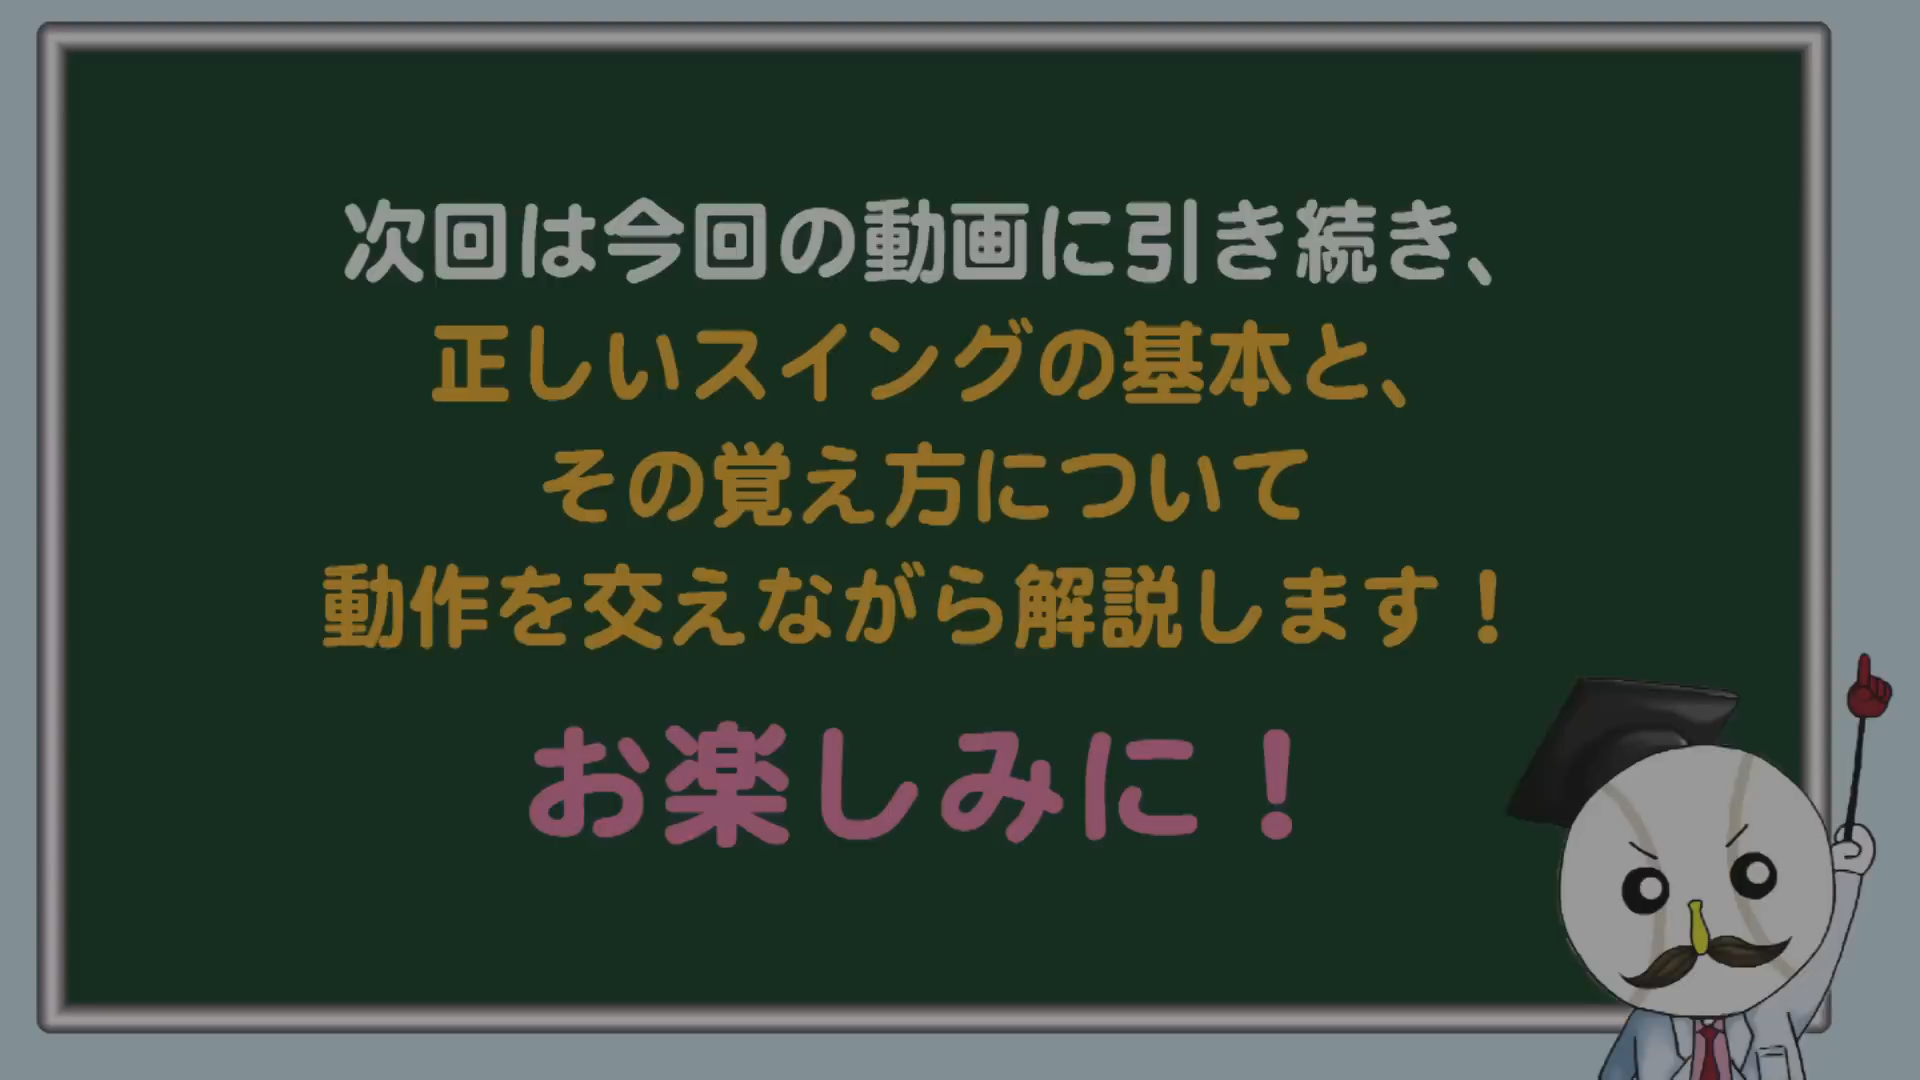 次回は今回の動画に引き続き、
正しいスイングの基本と、
その覚え方について
動作を交えながら解説します！
お楽しみに！